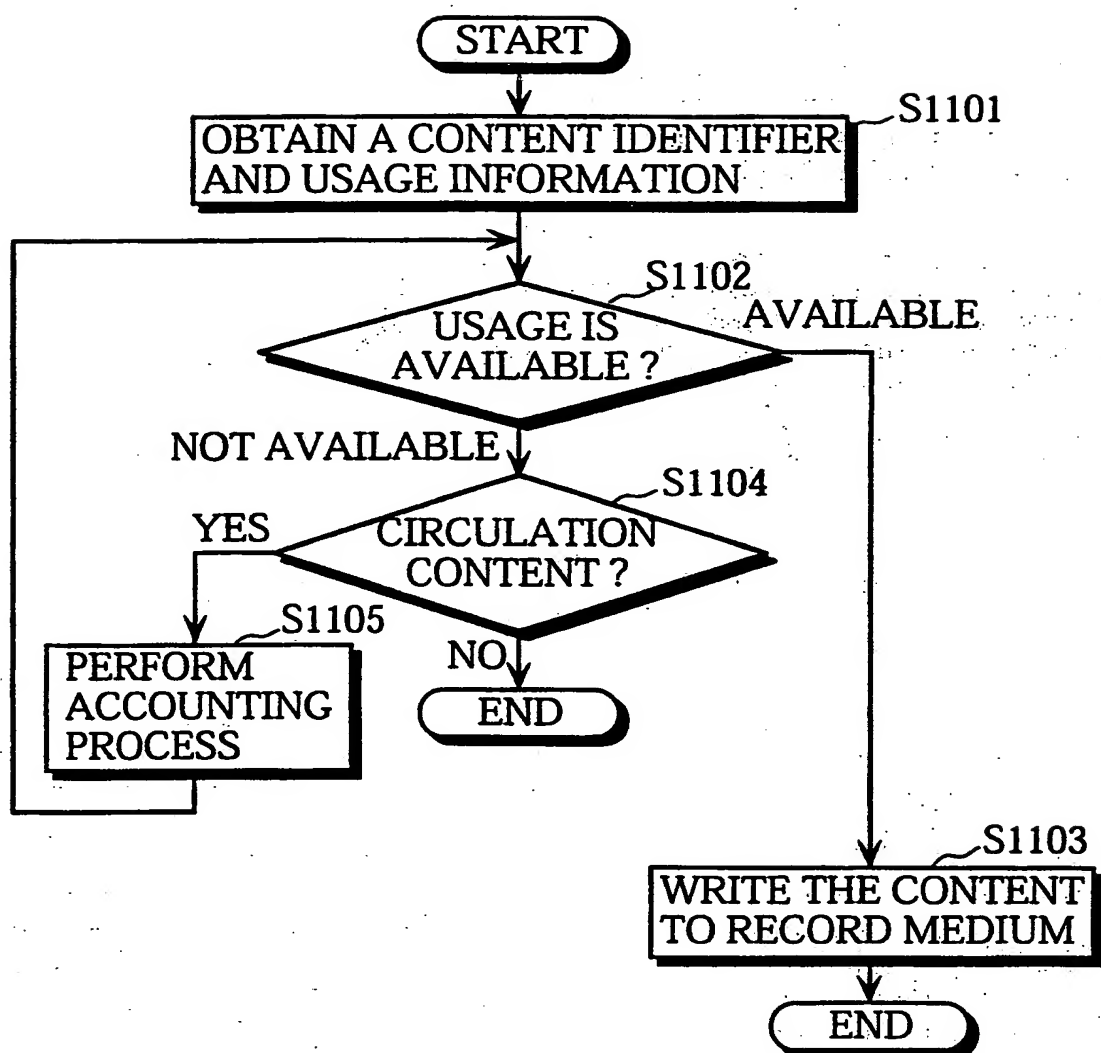 START
S1101
OBTAIN A CONTENT IDENTIFIER
AND USAGE INFORMATION
S1102
USAGE IS
AVAILABLE ?
AVAILABLE
NOT AVAILABLE
S1104
CIRCULATION
CONTENT ?
YES
S1105
PERFORM
ACCOUNTING
PROCESS
NO
END
S1103
WRITE THE CONTENT
TO RECORD MEDIUM
END